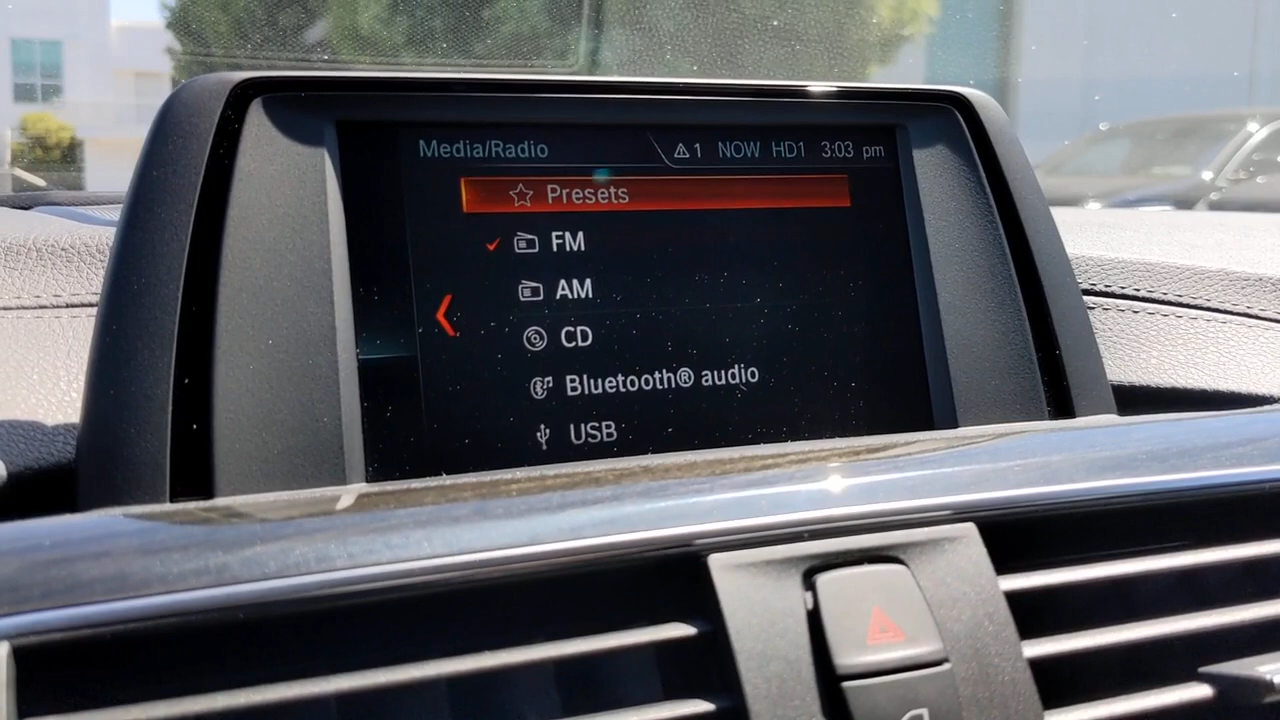 Media/Radio 1 NOW HD1 3:03 pm
Presets
FM
AM
CD
Bluetooth® audio
USB